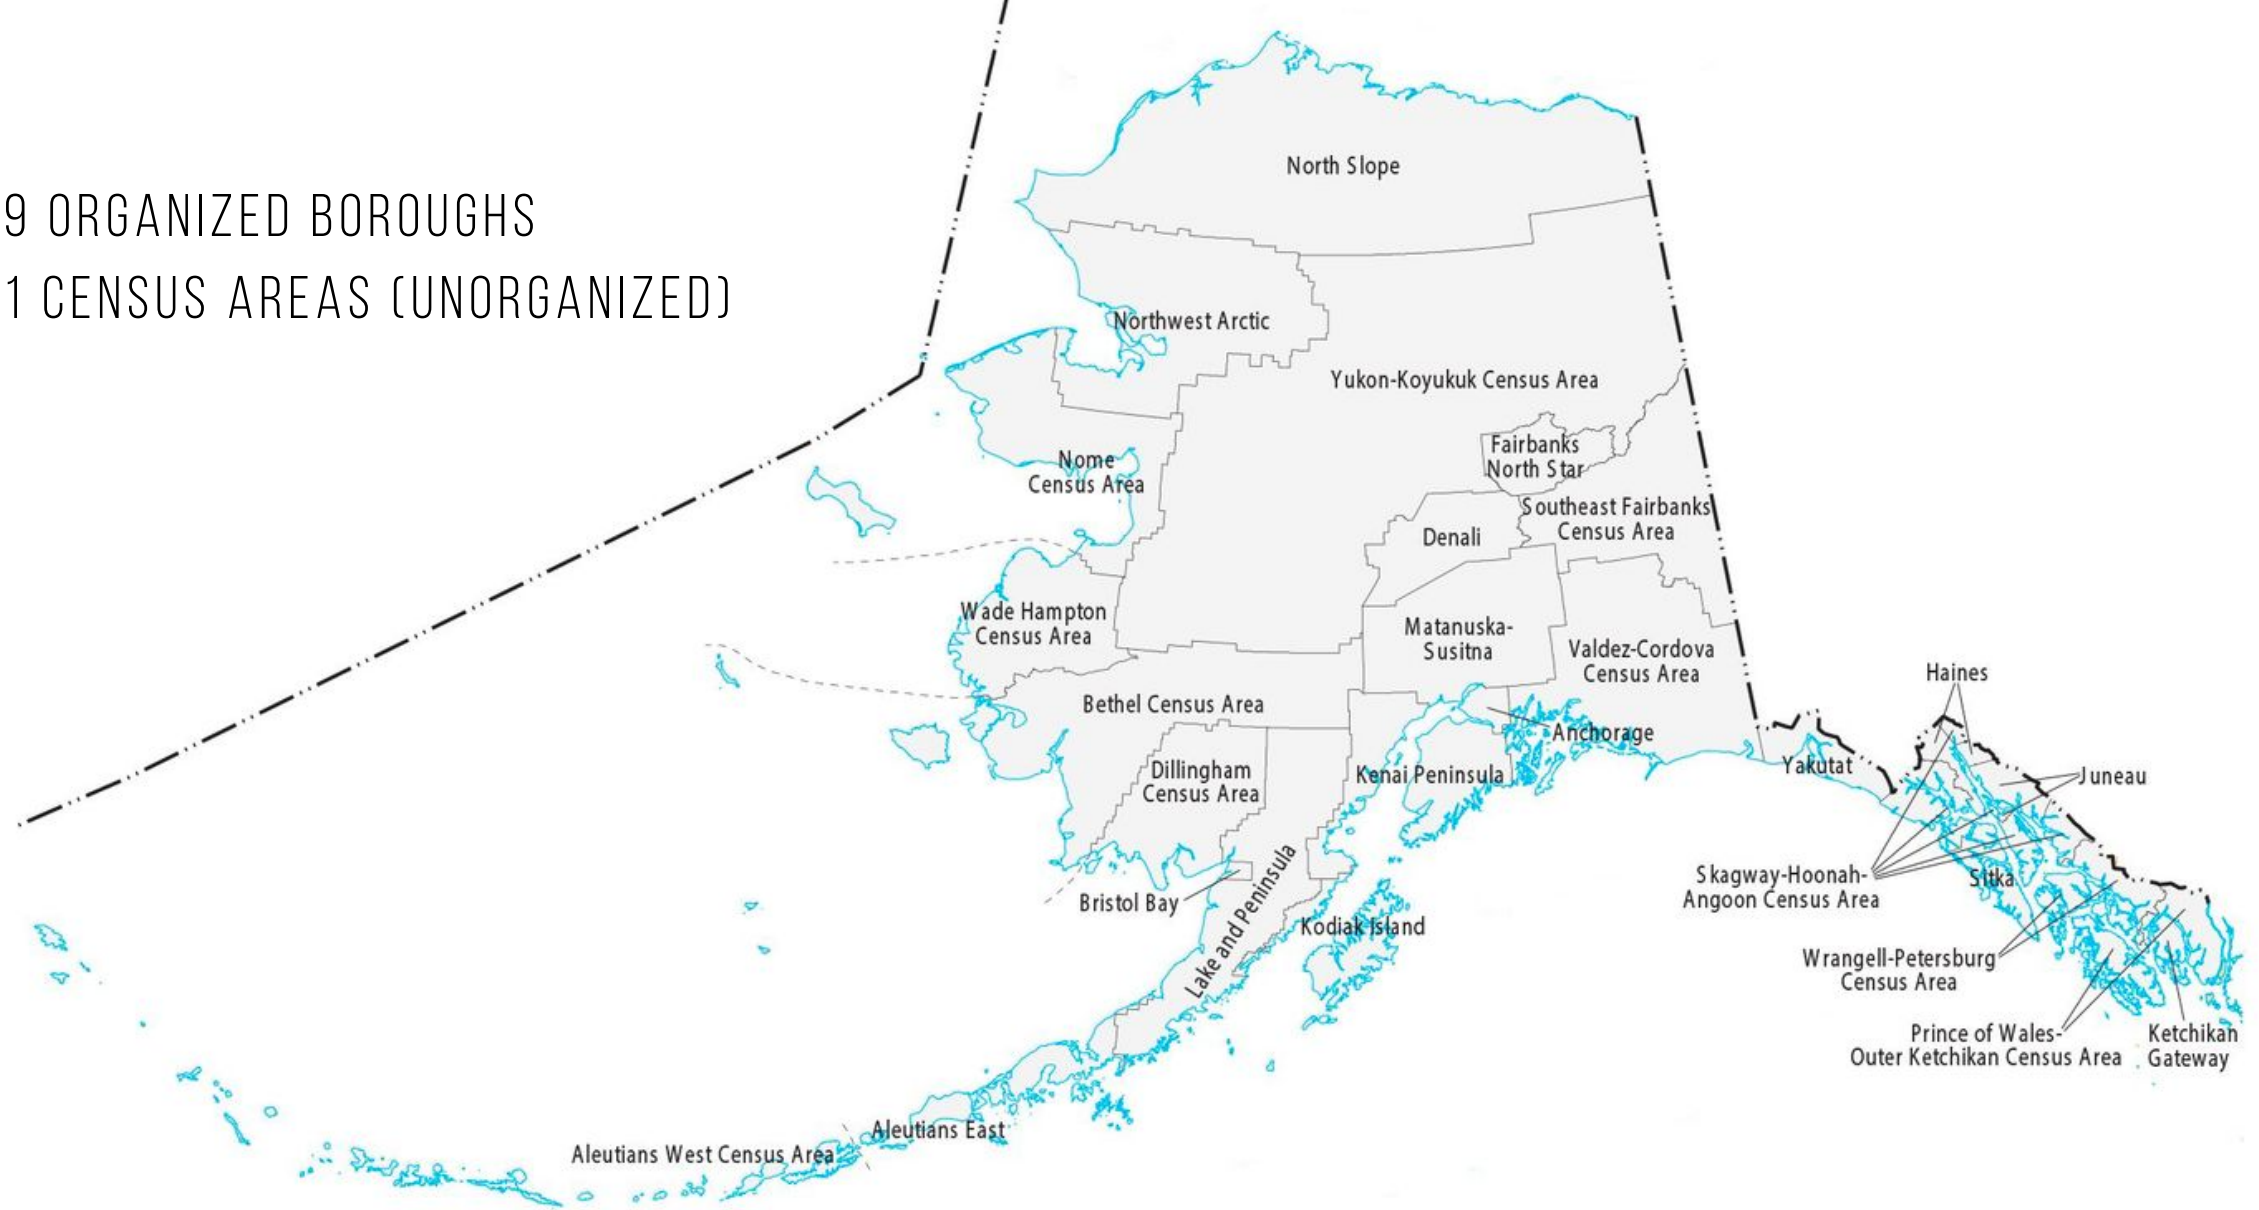 9 ORGANIZED BOROUGHS
1 CENSUS AREAS (UNORGANIZED)
North Slope
Northwest Arctic
Yukon-Koyukuk Census Area
Fairbanks
North Star
Nome
Census Area
Southeast Fairbanks
Census Area
Denali
Wade Hampton
Census Area
Matanuska-
Susitna
Valdez-Cordova
Census Area
Haines
Bethel Census Area
Anchorage
Yakutat
Juneau
Dillingham
Census Area
Kenai Peninsula
Skagway-Hoonah-
Angoon Census Area
Sitka
Bristol Bay
Lake and Peninsula
Kodiak Island
Wrangell-Petersburg
Census Area
Prince of Wales-
Outer Ketchikan Census Area
Ketchikan
Gateway
Aleutians East
Aleutians West Census Area